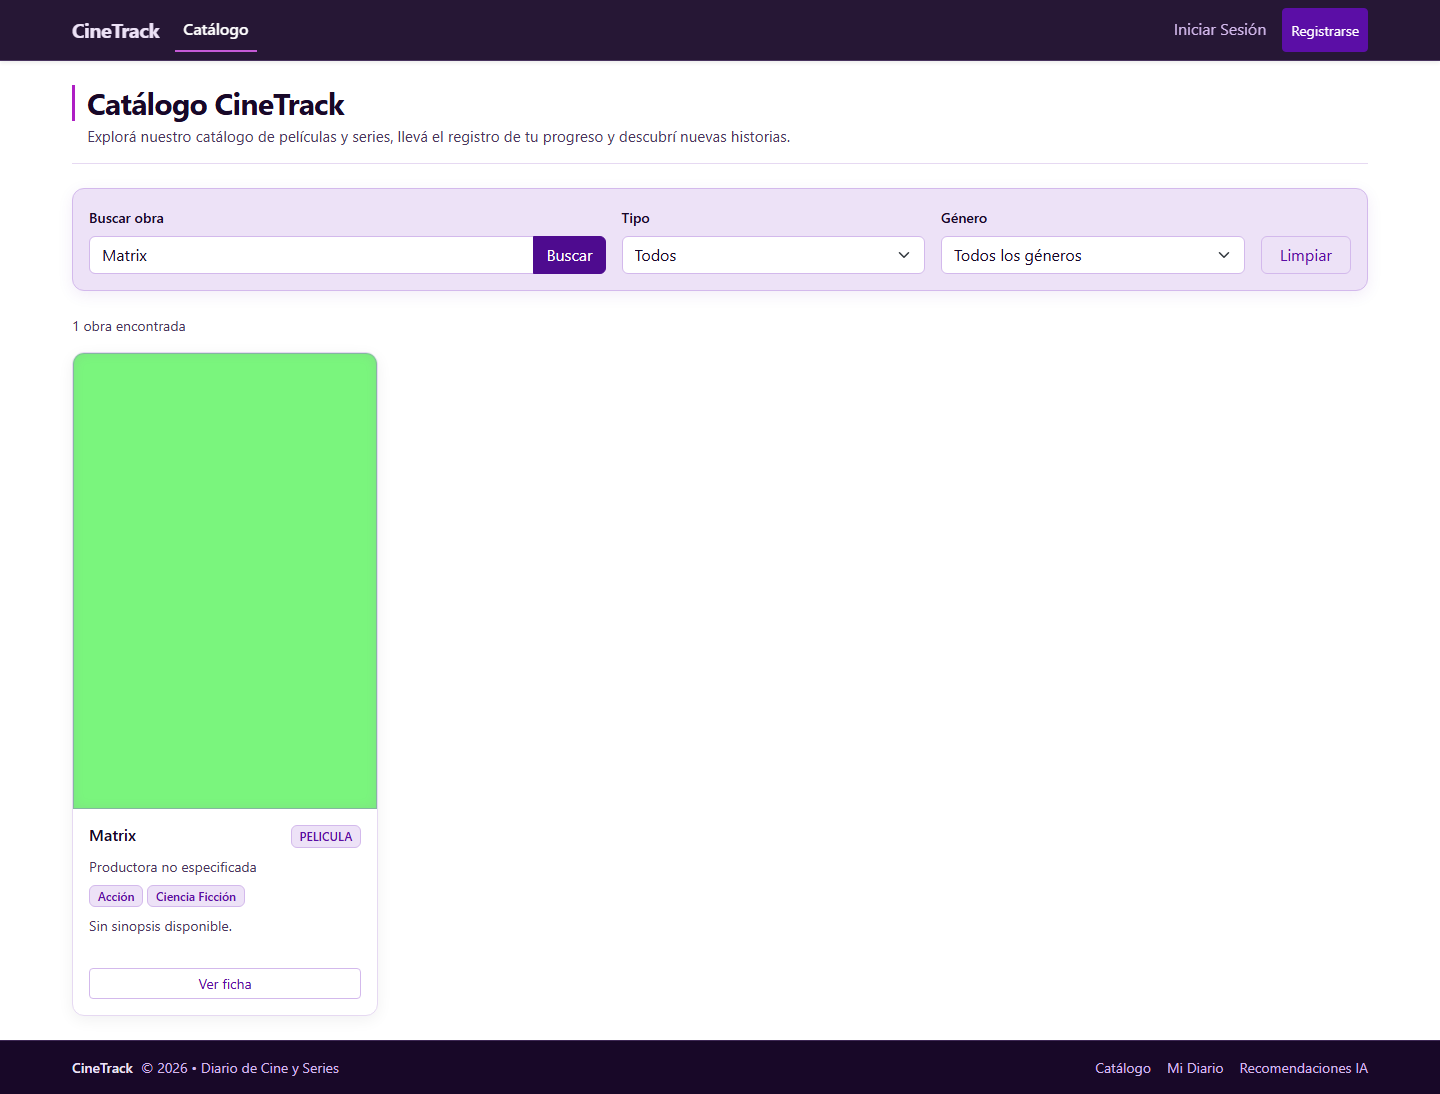 CineTrack Catálogo Iniciar Sesión Registrarse
Catálogo CineTrack
Explorá nuestro catálogo de películas y series, llevá el registro de tu progreso y descubrí nuevas historias.
Buscar obra Tipo Género
Matrix Buscar Todos Todos los géneros Limpiar
1 obra encontrada
Matrix PELICULA
Productora no especificada
Acción Ciencia Ficción
Sin sinopsis disponible.
Ver ficha
CineTrack © 2026 • Diario de Cine y Series Catálogo Mi Diario Recomendaciones IA